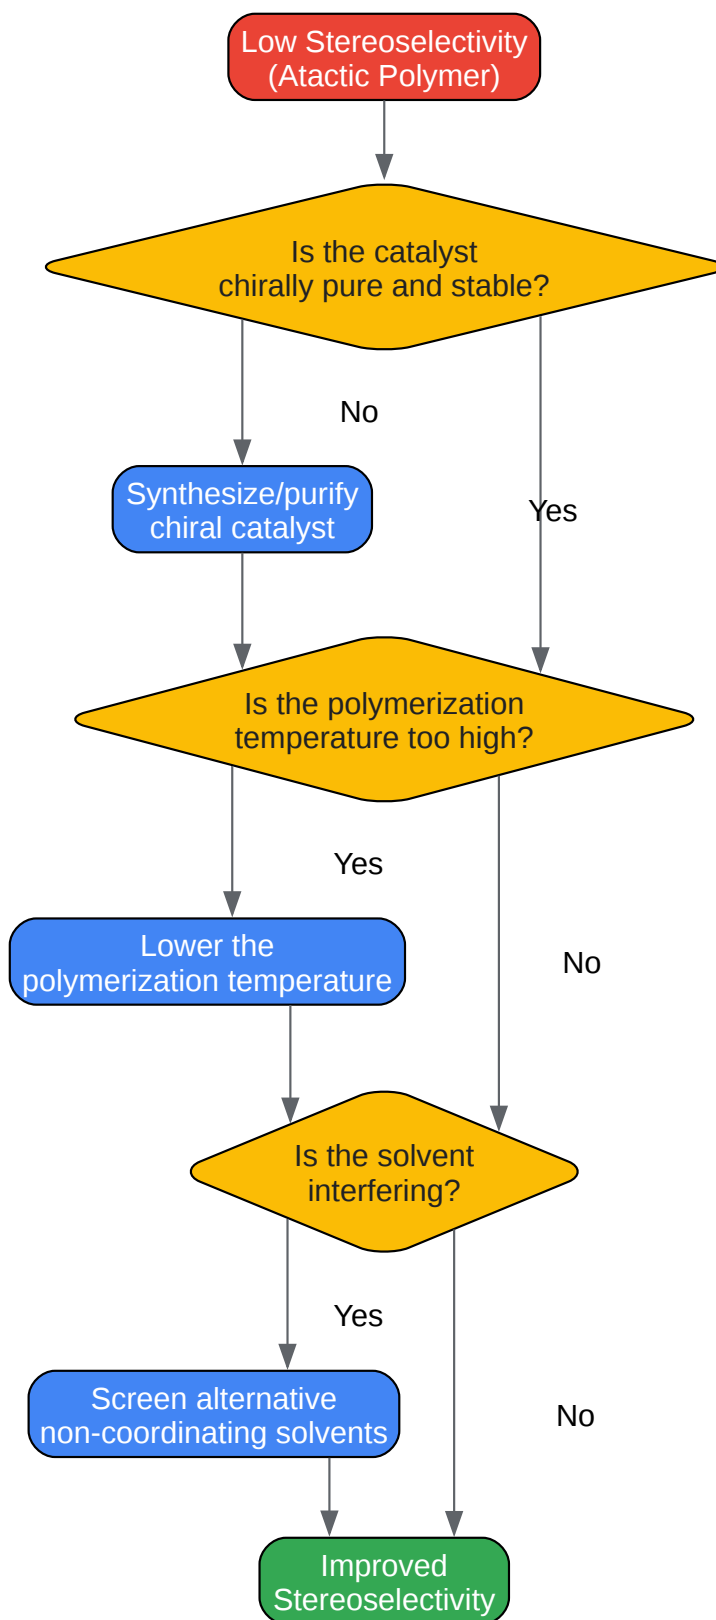 Low Stereoselectivity
(Atactic Polymer)
Is the catalyst
chirally pure and stable?
No
Synthesize/purify
chiral catalyst
Yes
Is the polymerization
temperature too high?
Yes
Lower the
polymerization temperature
No
Is the solvent
interfering?
Yes
Screen alternative
non-coordinating solvents
No
Improved
Stereoselectivity